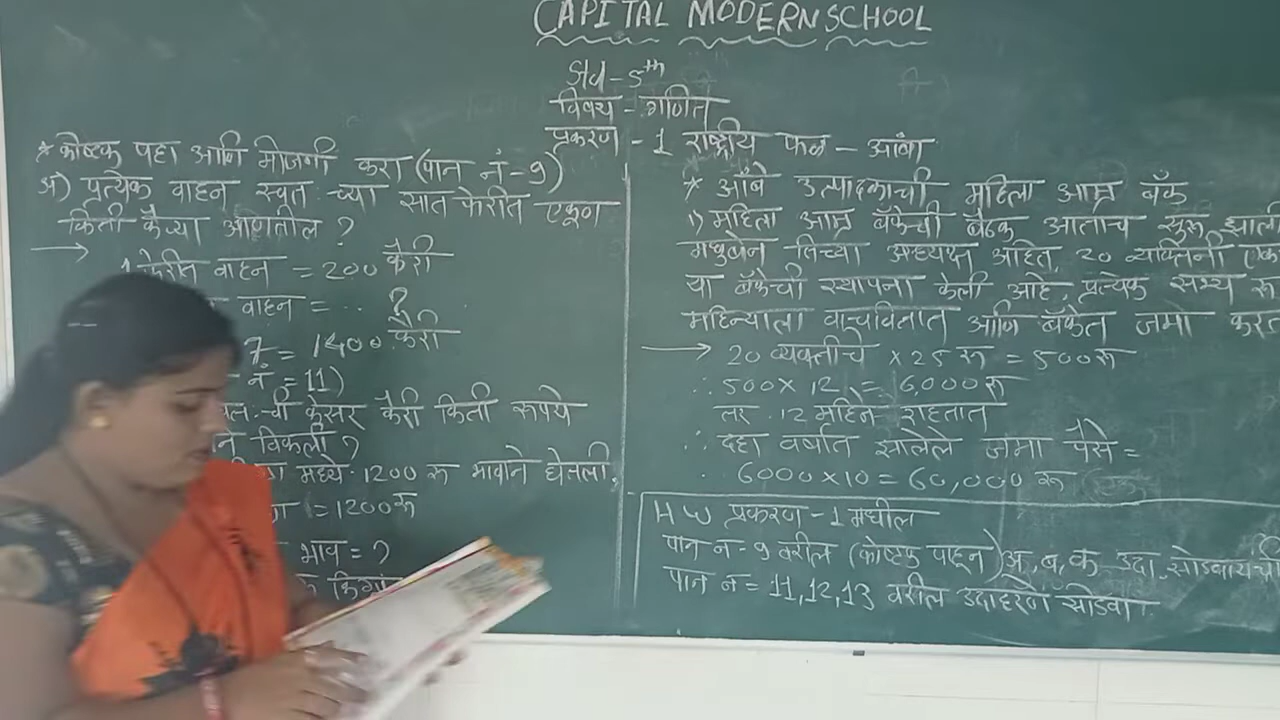 CAPITAL MODERN SCHOOL
Std - 5th
विषय - गणित
प्रकरण - 1 राष्ट्रीय फळ - आंबा
* कोष्टक पहा आणि मोजणी करा (पान नं - 9)
अ) प्रत्येक वाहन स्वतः च्या सात फेरीत एकूण
किती कैऱ्या आणतील ?
→ 1 फेरीत वाहन = 200 कैरी
वाहन = . . ?
7 = 1400 कैरी
नं = 11)
ची केसर कैरी किती रूपये
विकली ?
मध्ये 1200 रू भावाने घेतली.
= 1200 रू
भाव = ?
* आंबे उत्पादकाची महिला आम्र बँक
1) महिला आम्र बँकेची बैठक आताच सुरू झाली
मधुबेन तिच्या अध्यक्ष आहेत, 20 व्यक्तिनी
या बँकेची स्थापना केली आहे, प्रत्येक सभ्य रू
महिन्याला वाचवितात आणि बँकेत जमा करत
→ 20 व्यक्तीचे × 25 रू = 500 रू
∴ 500 × 12 = 6,000 रू
तर 12 महिने राहतात
∴ दहा वर्षात झालेले जमा पैसे =
∴ 6000 × 10 = 60,000 रू
H W प्रकरण - 1 मधील
पान नं - 9 वरील (कोष्टक पाहून) अ, ब, क उदा. सोडवायची
पान नं = 11, 12, 13 वरील उदाहरणे सोडवा.